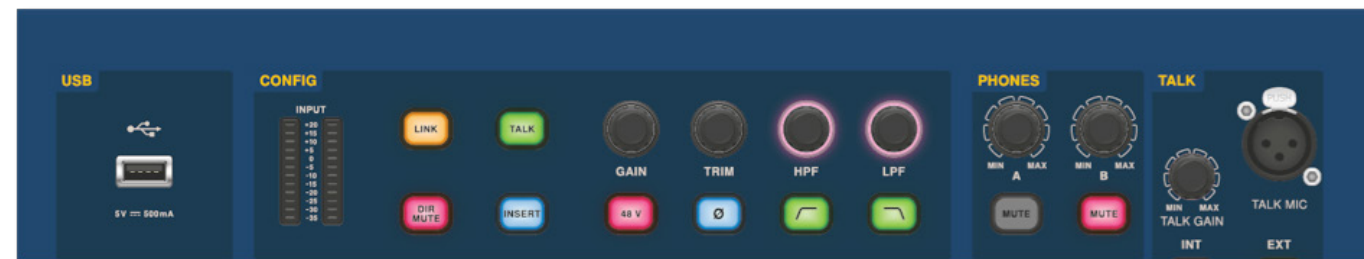 USB
5V ⎓ 500mA
CONFIG
INPUT
+20
+15
+10
+5
0
-5
-10
-15
-20
-25
-30
-35
LINK
TALK
DIR
MUTE
INSERT
GAIN
TRIM
HPF
LPF
48 V
Ø
PHONES
MIN MAX
A
MIN MAX
B
MUTE
MUTE
TALK
PUSH
MIN MAX
TALK GAIN
TALK MIC
INT
EXT